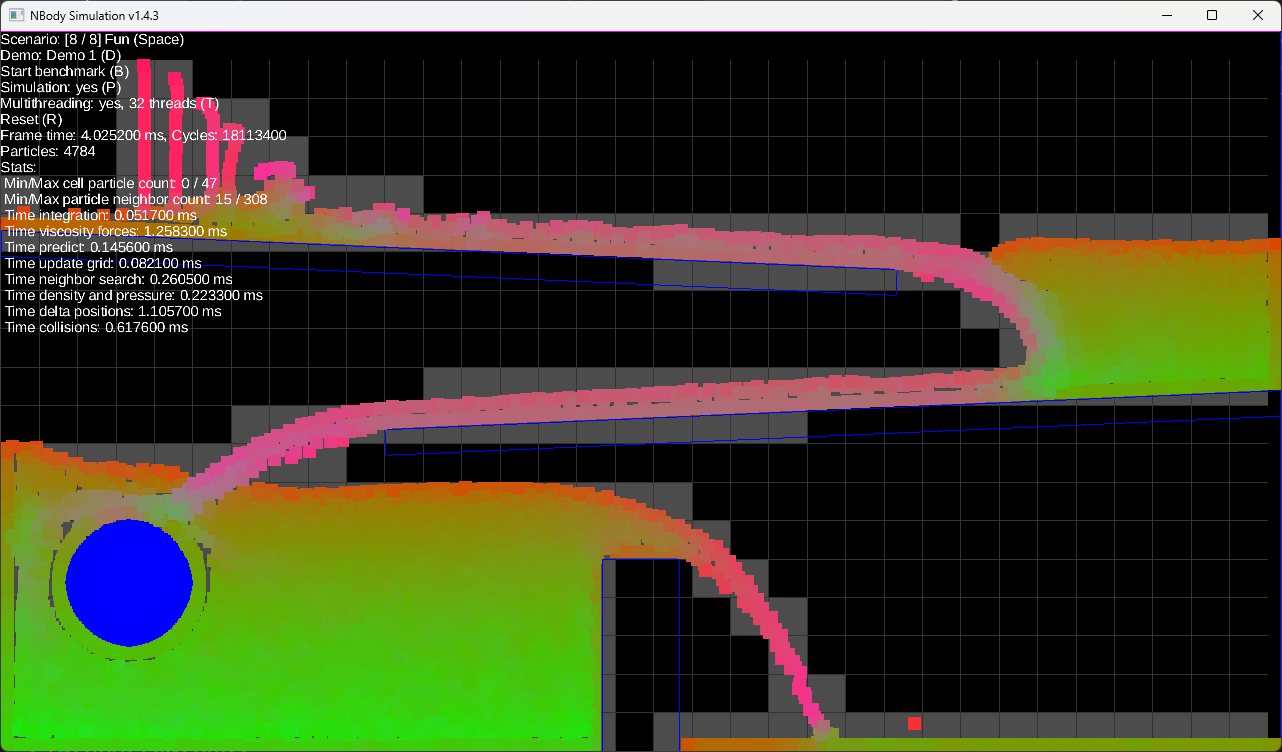 NBody Simulation v1.4.3
Scenario: [8 / 8] Fun (Space)
Demo: Demo 1 (D)
Start benchmark (B)
Simulation: yes (P)
Multithreading: yes, 32 threads (T)
Reset (R)
Frame time: 4.025200 ms, Cycles: 18113400
Particles: 4784
Stats:
Min/Max cell particle count: 0 / 47
Min/Max particle neighbor count: 15 / 308
Time integration: 0.051700 ms
Time viscosity forces: 1.258300 ms
Time predict: 0.145600 ms
Time update grid: 0.082100 ms
Time neighbor search: 0.260500 ms
Time density and pressure: 0.223300 ms
Time delta positions: 1.105700 ms
Time collisions: 0.617600 ms